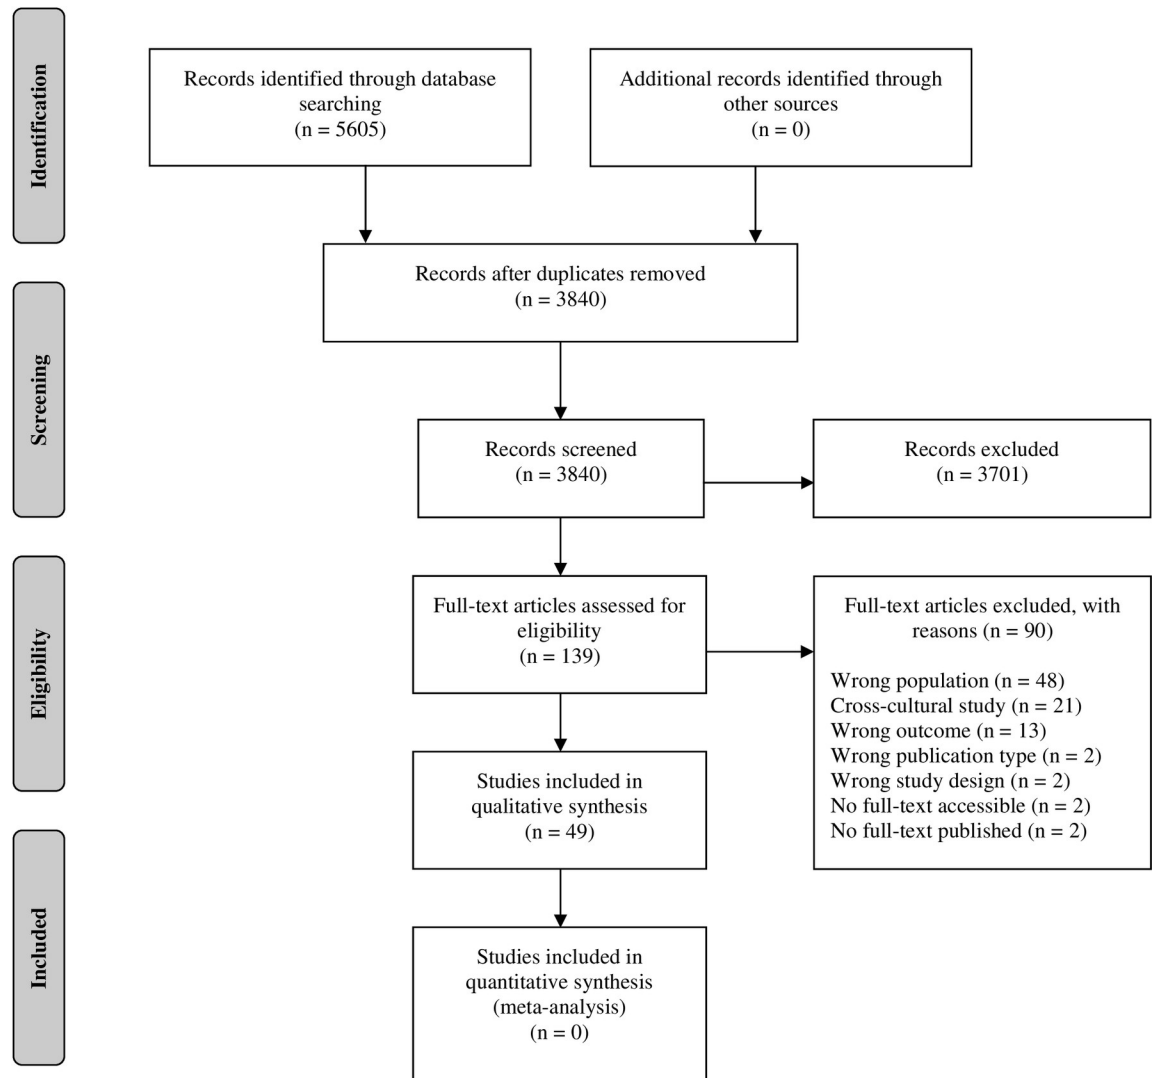 Identification
Records identified through database
searching
(n = 5605)
Additional records identified through
other sources
(n = 0)
Records after duplicates removed
(n = 3840)
Screening
Records screened
(n = 3840)
Records excluded
(n = 3701)
Eligibility
Full-text articles assessed for
eligibility
(n = 139)
Full-text articles excluded, with
reasons (n = 90)
Wrong population (n = 48)
Cross-cultural study (n = 21)
Wrong outcome (n = 13)
Wrong publication type (n = 2)
Wrong study design (n = 2)
No full-text accessible (n = 2)
No full-text published (n = 2)
Studies included in
qualitative synthesis
(n = 49)
Included
Studies included in
quantitative synthesis
(meta-analysis)
(n = 0)